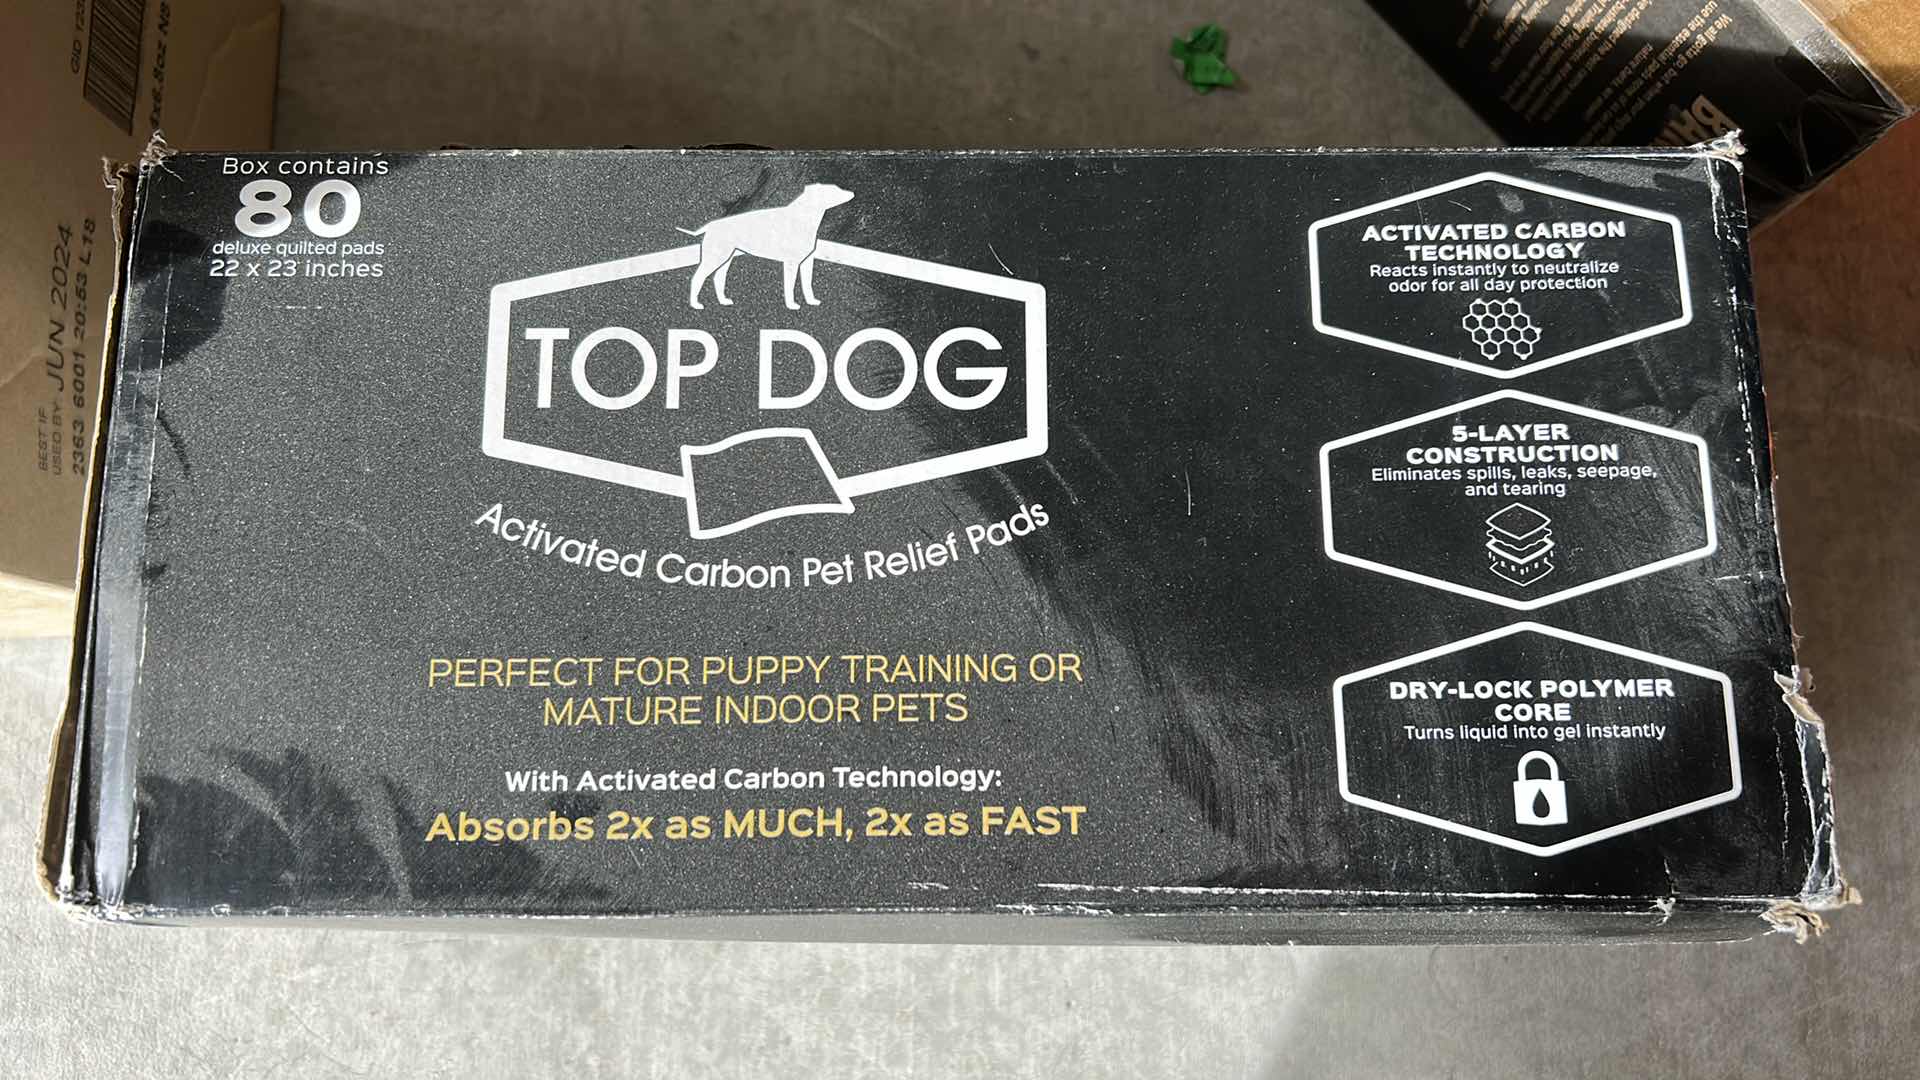 Box contains
80
deluxe quilted pads
22 x 23 inches
TOP DOG
Activated Carbon Pet Relief Pads
PERFECT FOR PUPPY TRAINING OR
MATURE INDOOR PETS
With Activated Carbon Technology:
Absorbs 2x as MUCH, 2x as FAST
ACTIVATED CARBON
TECHNOLOGY
Reacts instantly to neutralize
odor for all day protection
5-LAYER
CONSTRUCTION
Eliminates spills, leaks, seepage,
and tearing
DRY-LOCK POLYMER
CORE
Turns liquid into gel instantly
BEST IF
USED BY: JUN 2024
2363 6001 20:53 L18